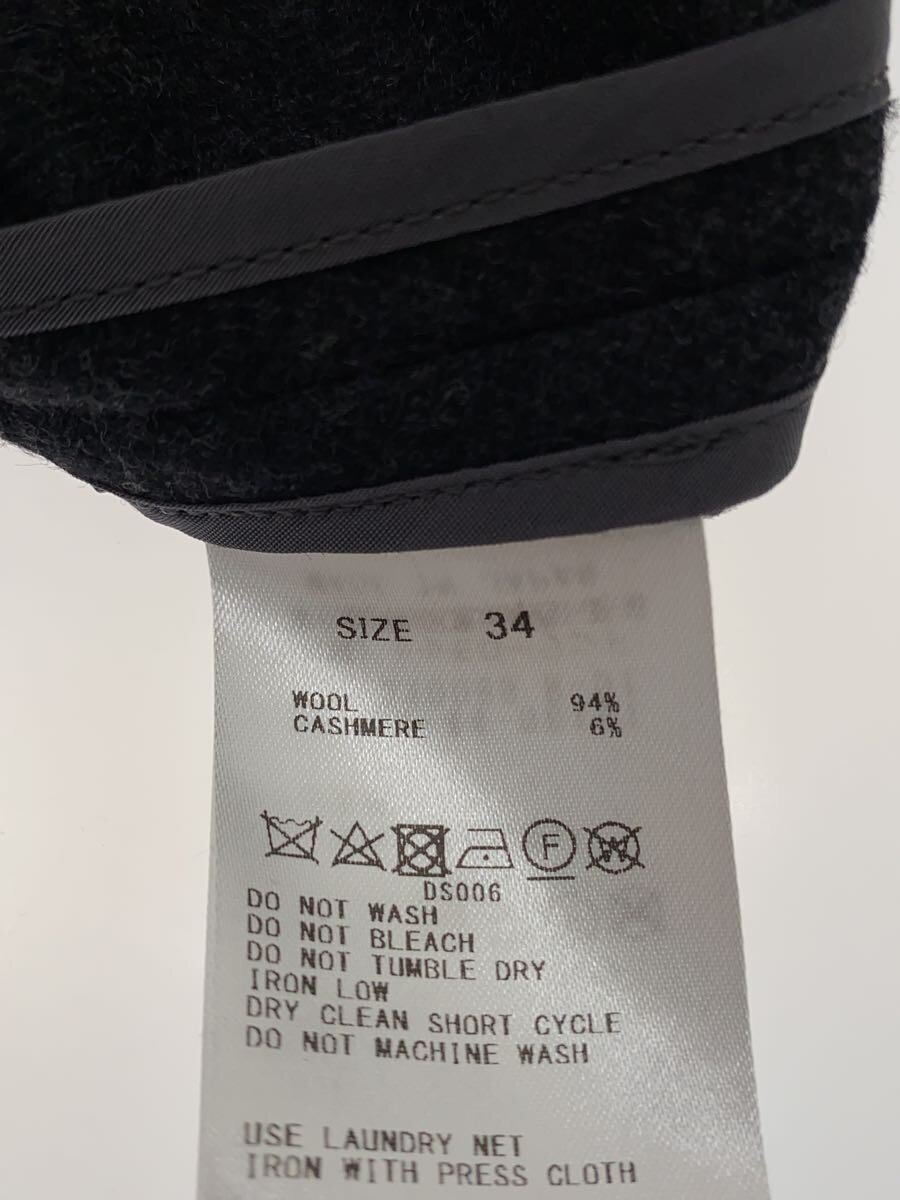 SIZE 34
WOOL 94%
CASHMERE 6%
F W
DS006
DO NOT WASH
DO NOT BLEACH
DO NOT TUMBLE DRY
IRON LOW
DRY CLEAN SHORT CYCLE
DO NOT MACHINE WASH
USE LAUNDRY NET
IRON WITH PRESS CLOTH